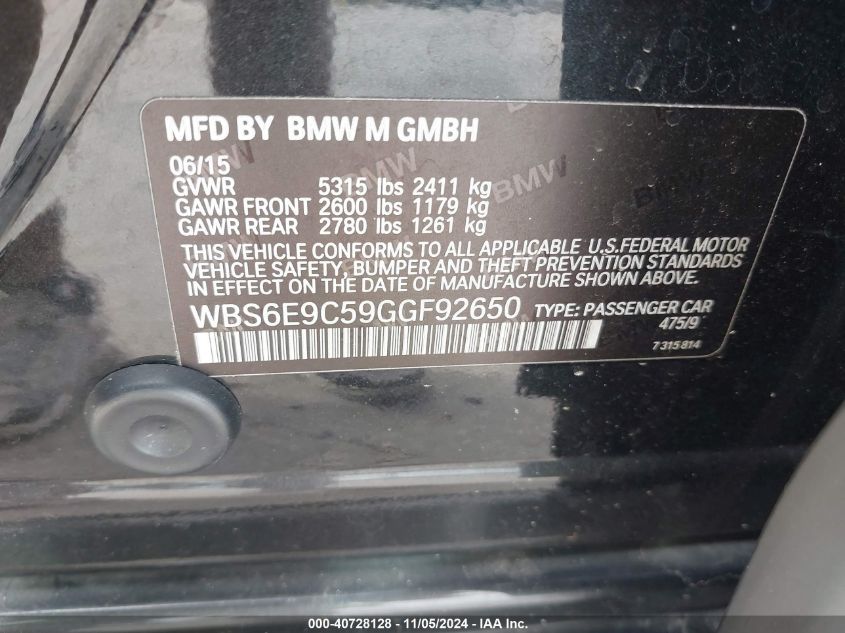 MFD BY BMW M GMBH
06/15
GVWR 5315 lbs 2411 kg
GAWR FRONT 2600 lbs 1179 kg
GAWR REAR 2780 lbs 1261 kg
THIS VEHICLE CONFORMS TO ALL APPLICABLE U.S.FEDERAL MOTOR
VEHICLE SAFETY, BUMPER AND THEFT PREVENTION STANDARDS
IN EFFECT ON THE DATE OF MANUFACTURE SHOWN ABOVE.
WBS6E9C59GGF92650 TYPE: PASSENGER CAR
475/9
7 315 814
000-40728128 - 11/05/2024 - IAA Inc.